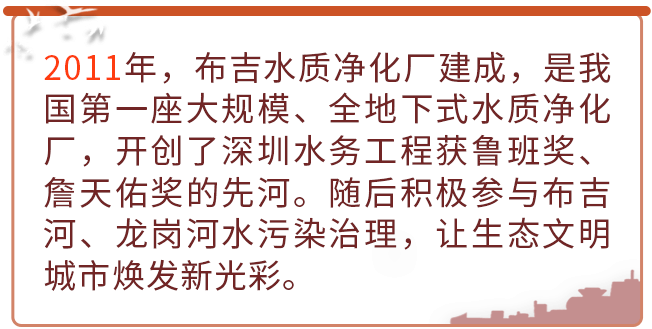 2011年，布吉水质净化厂建成，是我
国第一座大规模、全地下式水质净化
厂，开创了深圳水务工程获鲁班奖、
詹天佑奖的先河。随后积极参与布吉
河、龙岗河水污染治理，让生态文明
城市焕发新光彩。